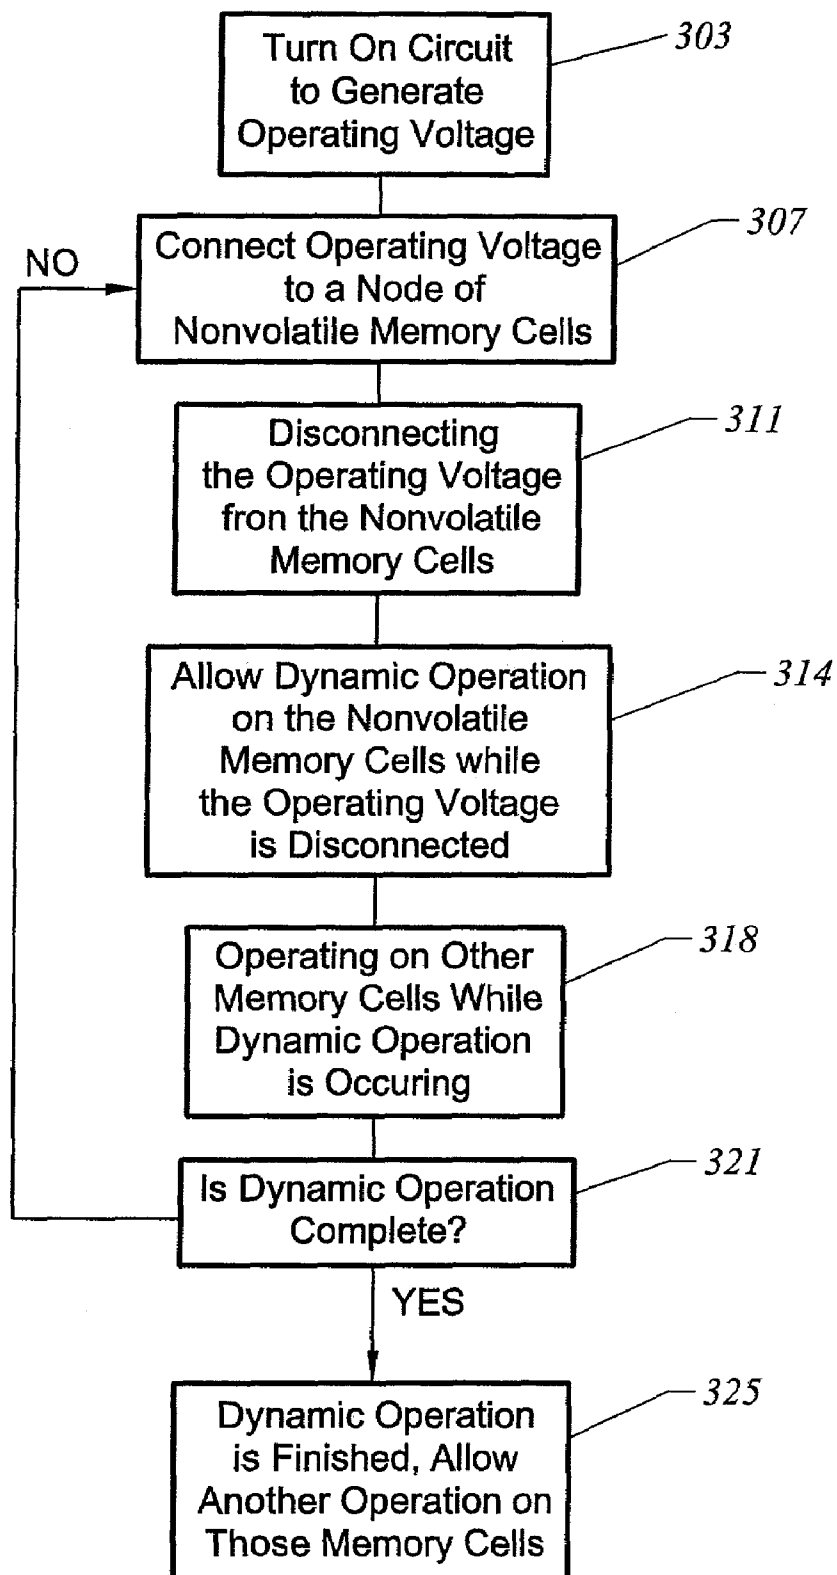 Turn On Circuit
to Generate
Operating Voltage
303
Connect Operating Voltage
to a Node of
Nonvolatile Memory Cells
307
NO
Disconnecting
the Operating Voltage
fron the Nonvolatile
Memory Cells
311
Allow Dynamic Operation
on the Nonvolatile
Memory Cells while
the Operating Voltage
is Disconnected
314
Operating on Other
Memory Cells While
Dynamic Operation
is Occuring
318
Is Dynamic Operation
Complete?
321
YES
Dynamic Operation
is Finished, Allow
Another Operation on
Those Memory Cells
325